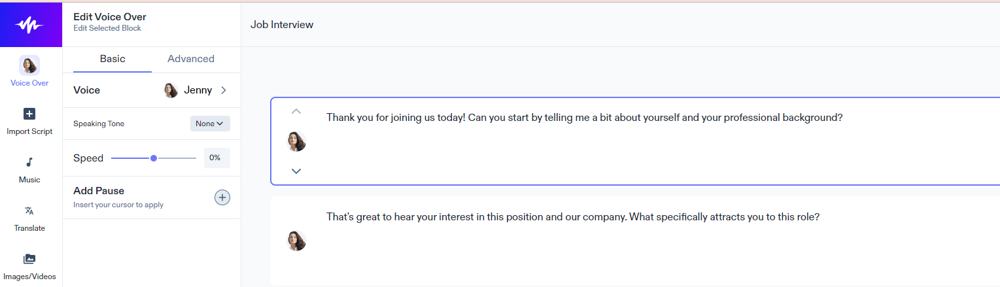 Edit Voice Over
Edit Selected Block
Job Interview
Basic
Advanced
Voice Over
Voice
Jenny
Speaking Tone
None
Import Script
Speed
0%
Music
Add Pause
Insert your cursor to apply
Translate
Images/Videos
Thank you for joining us today! Can you start by telling me a bit about yourself and your professional background?
That's great to hear your interest in this position and our company. What specifically attracts you to this role?